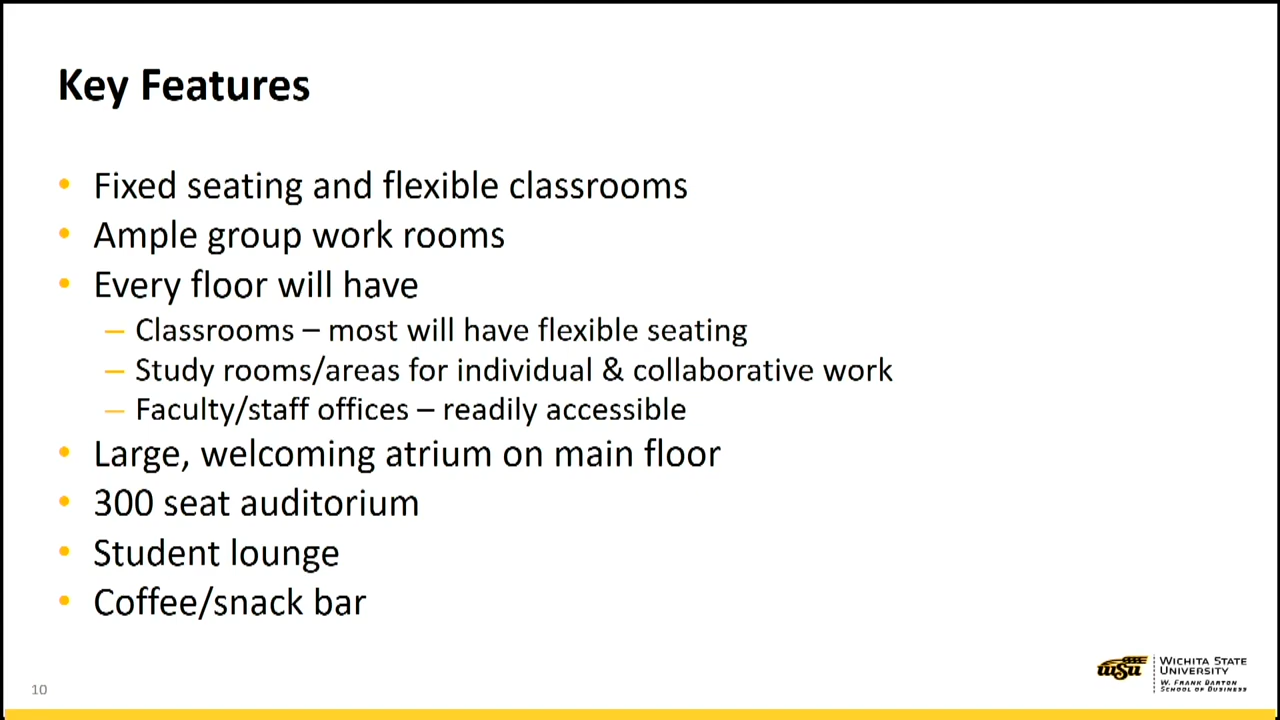 Key Features
• Fixed seating and flexible classrooms
• Ample group work rooms
• Every floor will have
– Classrooms – most will have flexible seating
– Study rooms/areas for individual & collaborative work
– Faculty/staff offices – readily accessible
• Large, welcoming atrium on main floor
• 300 seat auditorium
• Student lounge
• Coffee/snack bar
10
WSU
WICHITA STATE
UNIVERSITY
W. FRANK BARTON
SCHOOL OF BUSINESS